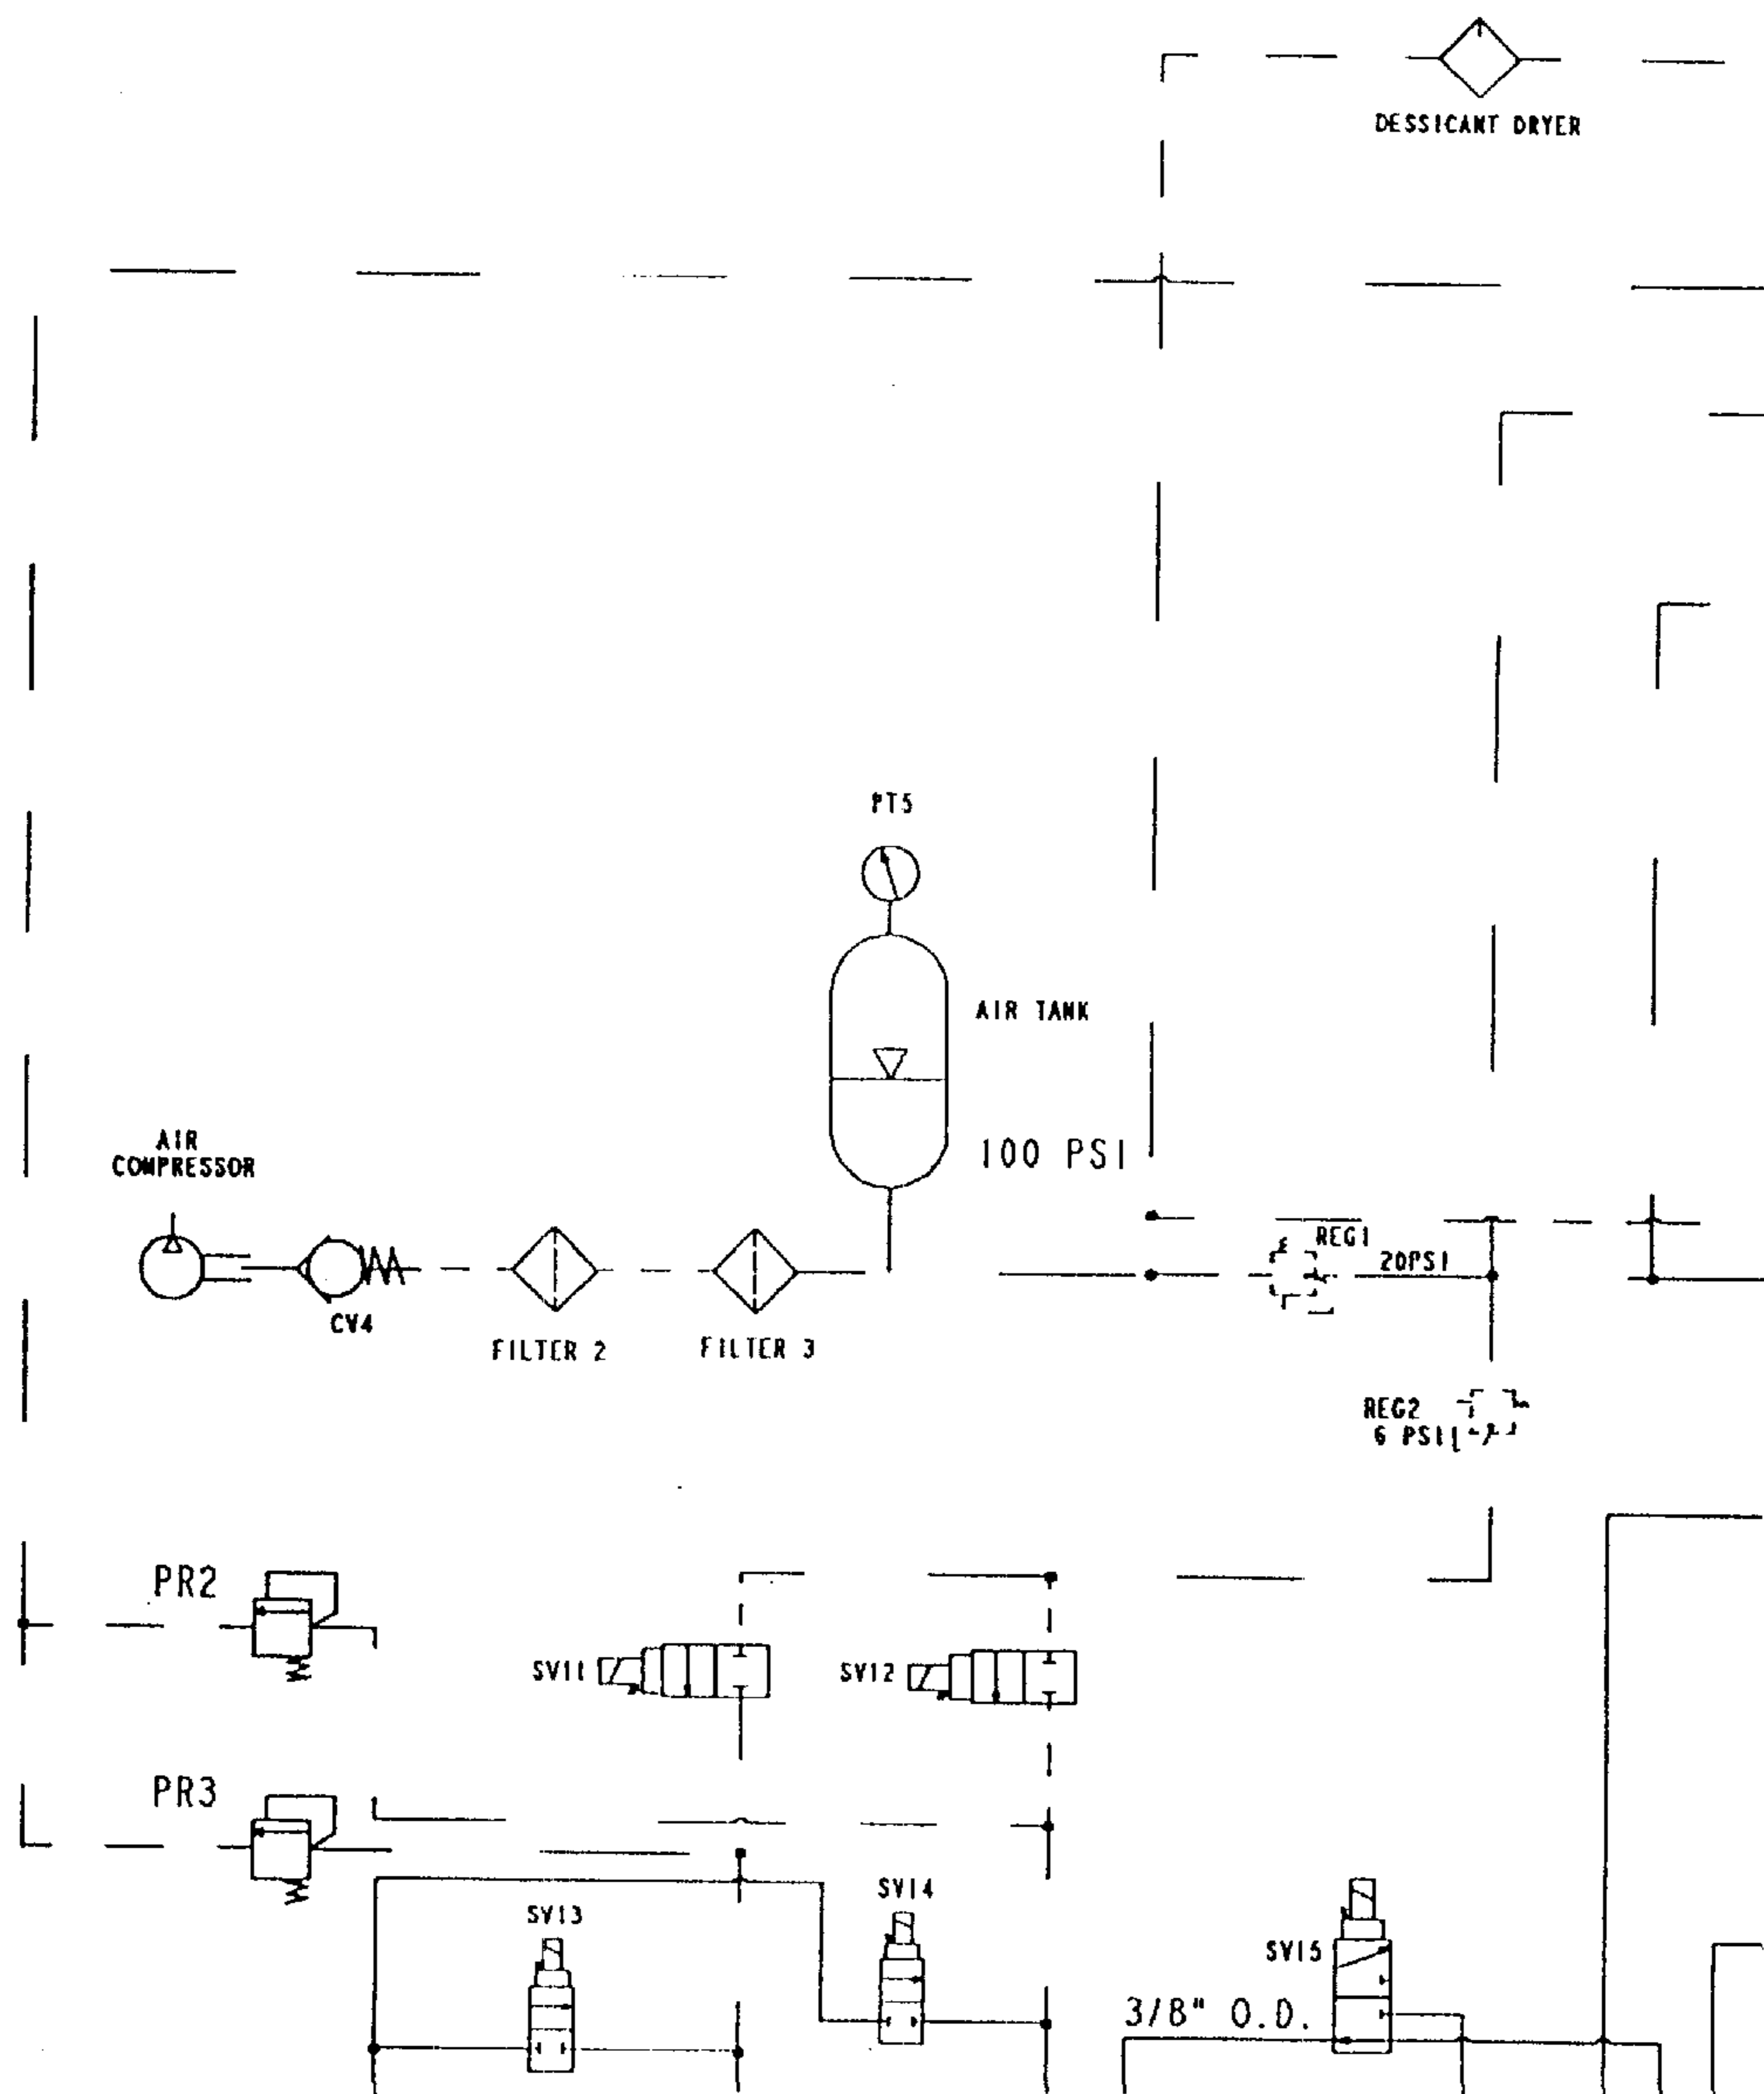 DESSICANT DRYER
PT5
AIR TANK
100 PSI
AIR
COMPRESSOR
CV4
FILTER 2
FILTER 3
REG1
20PSI
REG2
6 PSI
PR2
SV11
SV12
PR3
SV13
SV14
SV15
3/8" O.D.